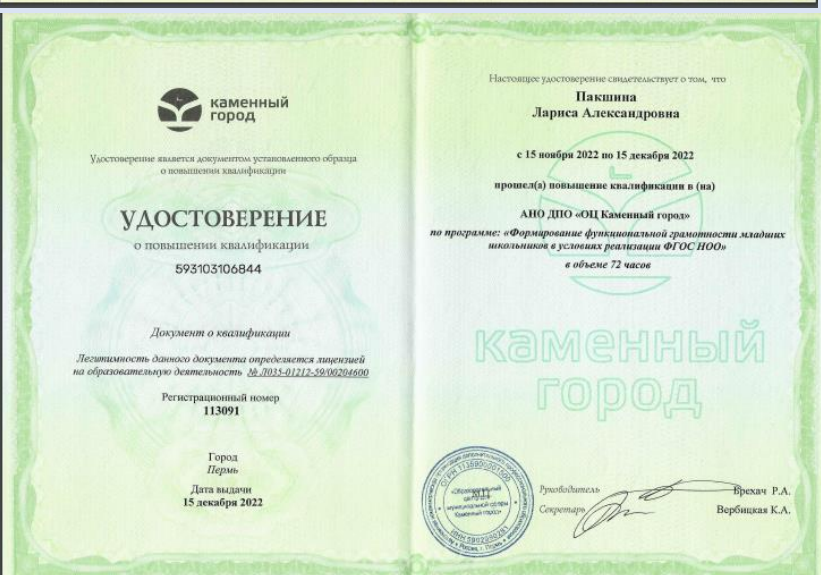 каменный
город
Удостоверение является документом установленного образца
о повышении квалификации
УДОСТОВЕРЕНИЕ
о повышении квалификации
593103106844
Документ о квалификации
Легитимность данного документа определяется лицензией
на образовательную деятельность № Л035-01212-59/00204600
Регистрационный номер
113091
Город
Пермь
Дата выдачи
15 декабря 2022
Настоящее удостоверение свидетельствует о том, что
Пакшина
Лариса Александровна
с 15 ноября 2022 по 15 декабря 2022
прошел(а) повышение квалификации в (на)
АНО ДПО «ОЦ Каменный город»
по программе: «Формирование функциональной грамотности младших
школьников в условиях реализации ФГОС НОО»
в объеме 72 часов
каменный
город
Руководитель
Брехач Р.А.
Секретарь
Вербицкая К.А.
«Образовательный
Каменный город»